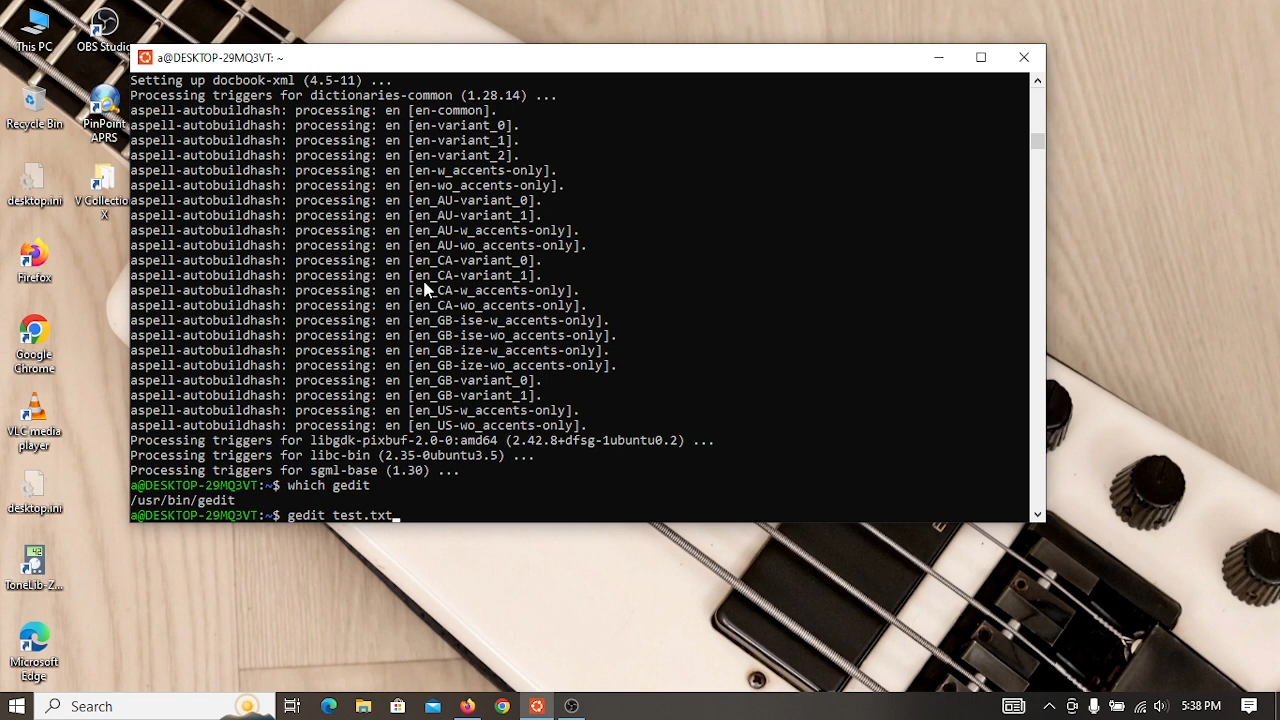 This PC
OBS Studio
Recycle Bin
PinPoint APRS
desktop.ini
V Collectio X
Firefox
Google Chrome
VLC media player
desktop.ini
ToneLib-Z...
Microsoft Edge
a@DESKTOP-29MQ3VT: ~
Setting up docbook-xml (4.5-11) ...
Processing triggers for dictionaries-common (1.28.14) ...
aspell-autobuildhash: processing: en [en-common].
aspell-autobuildhash: processing: en [en-variant_0].
aspell-autobuildhash: processing: en [en-variant_1].
aspell-autobuildhash: processing: en [en-variant_2].
aspell-autobuildhash: processing: en [en-w_accents-only].
aspell-autobuildhash: processing: en [en-wo_accents-only].
aspell-autobuildhash: processing: en [en_AU-variant_0].
aspell-autobuildhash: processing: en [en_AU-variant_1].
aspell-autobuildhash: processing: en [en_AU-w_accents-only].
aspell-autobuildhash: processing: en [en_AU-wo_accents-only].
aspell-autobuildhash: processing: en [en_CA-variant_0].
aspell-autobuildhash: processing: en [en_CA-variant_1].
aspell-autobuildhash: processing: en [en_CA-w_accents-only].
aspell-autobuildhash: processing: en [en_CA-wo_accents-only].
aspell-autobuildhash: processing: en [en_GB-ise-w_accents-only].
aspell-autobuildhash: processing: en [en_GB-ise-wo_accents-only].
aspell-autobuildhash: processing: en [en_GB-ize-w_accents-only].
aspell-autobuildhash: processing: en [en_GB-ize-wo_accents-only].
aspell-autobuildhash: processing: en [en_GB-variant_0].
aspell-autobuildhash: processing: en [en_GB-variant_1].
aspell-autobuildhash: processing: en [en_US-w_accents-only].
aspell-autobuildhash: processing: en [en_US-wo_accents-only].
Processing triggers for libgdk-pixbuf-2.0-0:amd64 (2.42.8+dfsg-1ubuntu0.2) ...
Processing triggers for libc-bin (2.35-0ubuntu3.5) ...
Processing triggers for sgml-base (1.30) ...
a@DESKTOP-29MQ3VT:~$ which gedit
/usr/bin/gedit
a@DESKTOP-29MQ3VT:~$ gedit test.txt
Search
5:38 PM